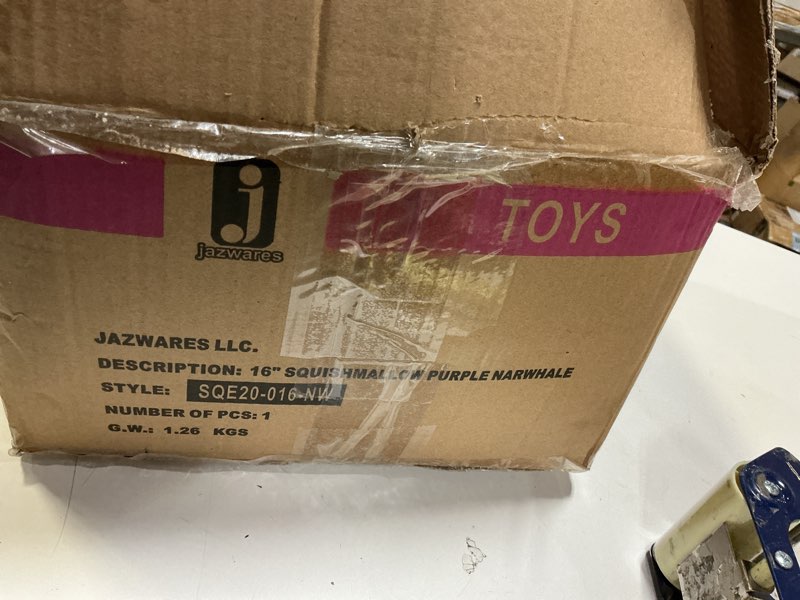 j
jazwares
TOYS
JAZWARES LLC.
DESCRIPTION: 16" SQUISHMALLOW PURPLE NARWHALE
STYLE: SQE20-016-NW
NUMBER OF PCS: 1
G.W.: 1.26 KGS